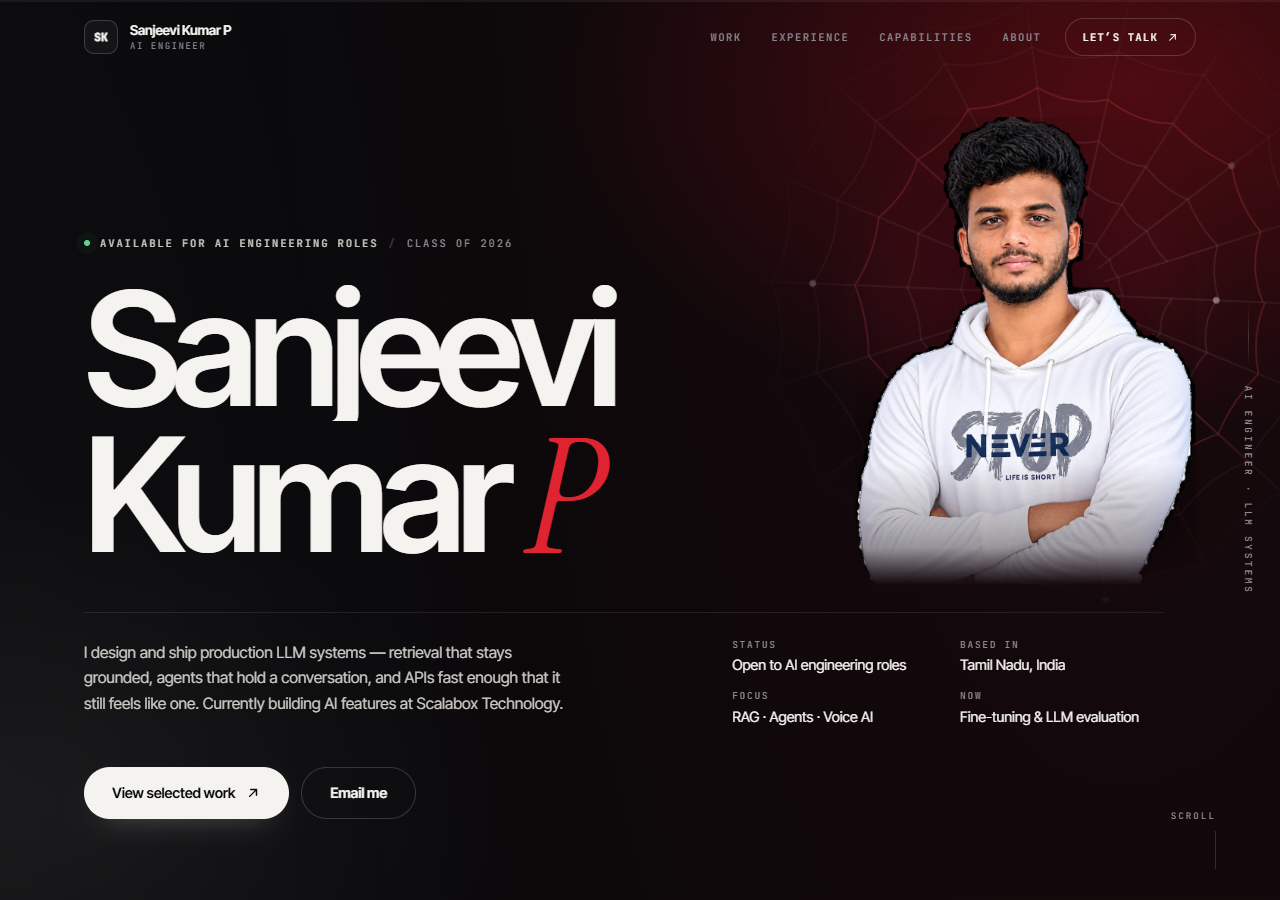 SK
Sanjeevi Kumar P
AI ENGINEER
WORK
EXPERIENCE
CAPABILITIES
ABOUT
LET’S TALK ↗
AVAILABLE FOR AI ENGINEERING ROLES / CLASS OF 2026
Sanjeevi
Kumar P
STOP
NEVER
LIFE IS SHORT
AI ENGINEER · LLM SYSTEMS
I design and ship production LLM systems — retrieval that stays
grounded, agents that hold a conversation, and APIs fast enough that it
still feels like one. Currently building AI features at Scalabox Technology.
STATUS
Open to AI engineering roles
BASED IN
Tamil Nadu, India
FOCUS
RAG · Agents · Voice AI
NOW
Fine-tuning & LLM evaluation
View selected work ↗
Email me
SCROLL